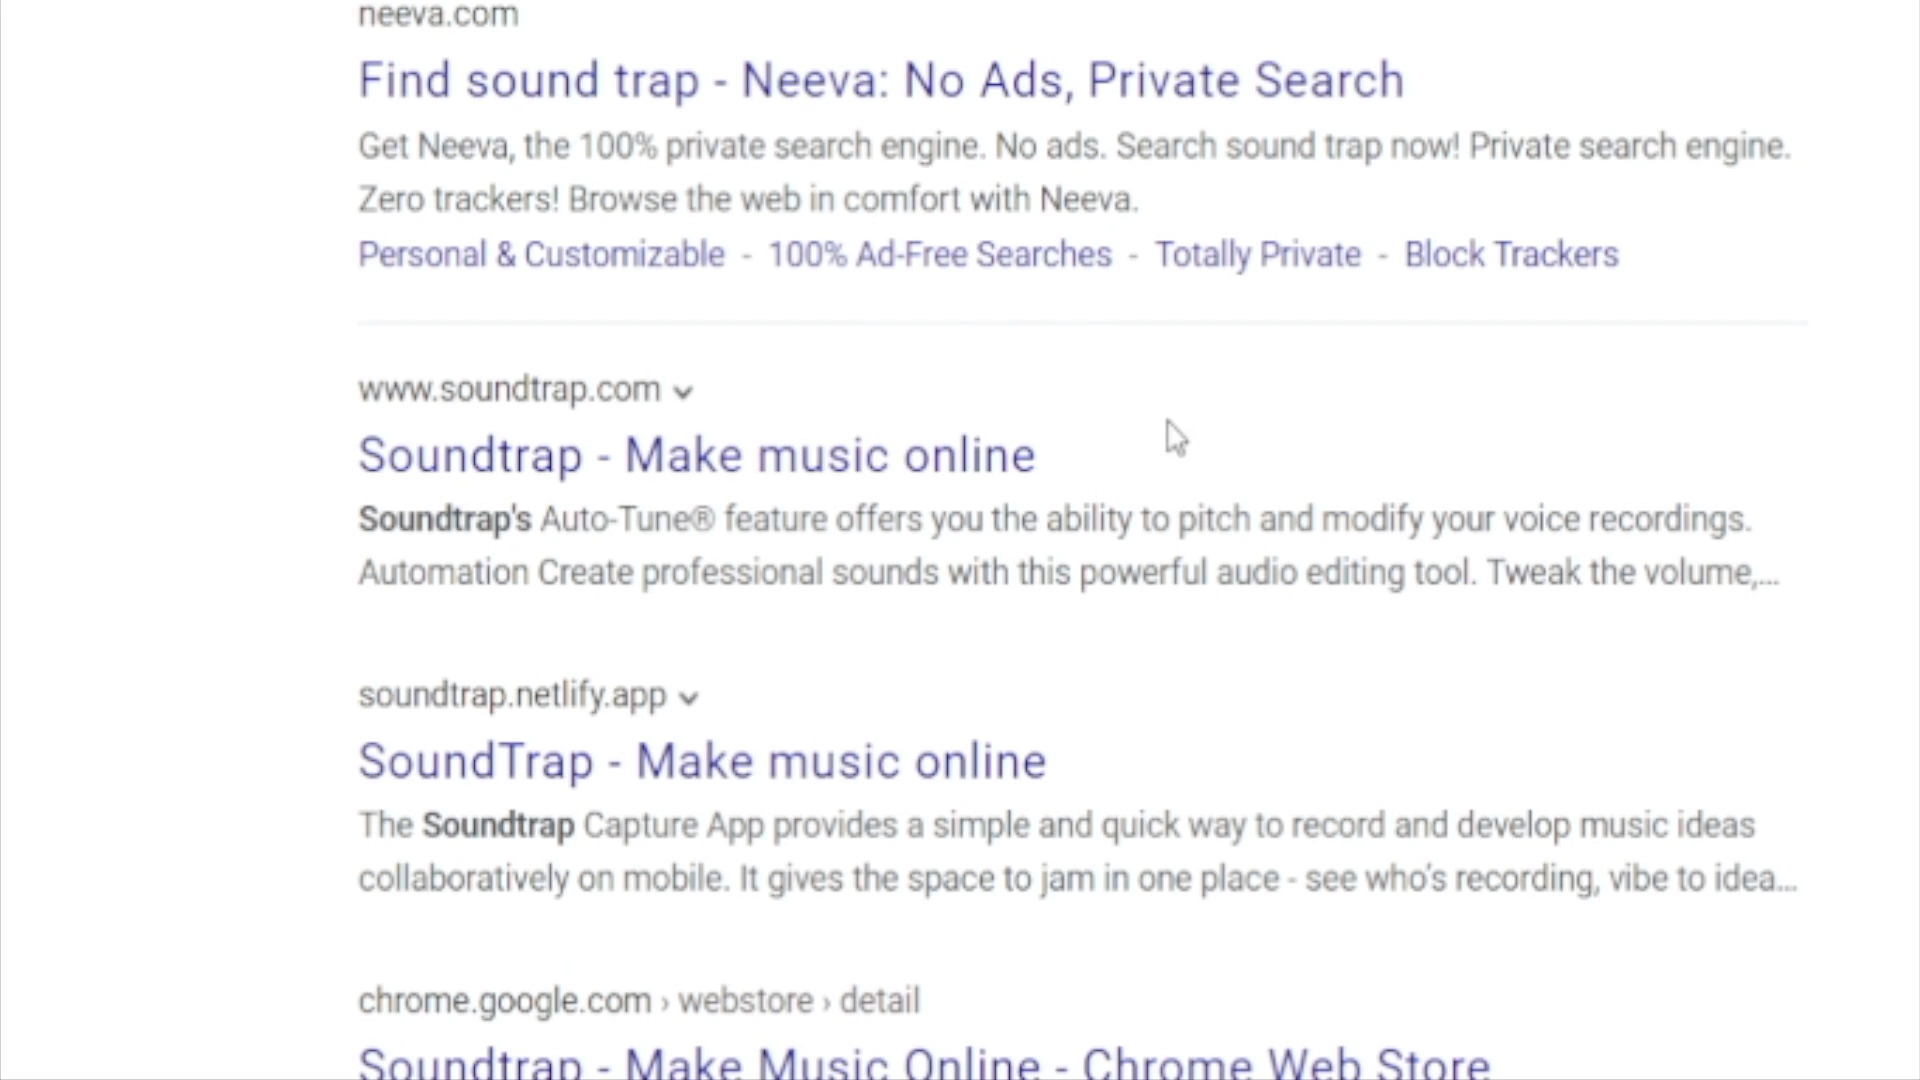 neeva.com
Find sound trap - Neeva: No Ads, Private Search
Get Neeva, the 100% private search engine. No ads. Search sound trap now! Private search engine.
Zero trackers! Browse the web in comfort with Neeva.
Personal & Customizable - 100% Ad-Free Searches - Totally Private - Block Trackers
www.soundtrap.com
Soundtrap - Make music online
Soundtrap's Auto-Tune® feature offers you the ability to pitch and modify your voice recordings.
Automation Create professional sounds with this powerful audio editing tool. Tweak the volume,...
soundtrap.netlify.app
SoundTrap - Make music online
The Soundtrap Capture App provides a simple and quick way to record and develop music ideas
collaboratively on mobile. It gives the space to jam in one place - see who's recording, vibe to idea...
chrome.google.com › webstore › detail
Soundtrap - Make Music Online - Chrome Web Store